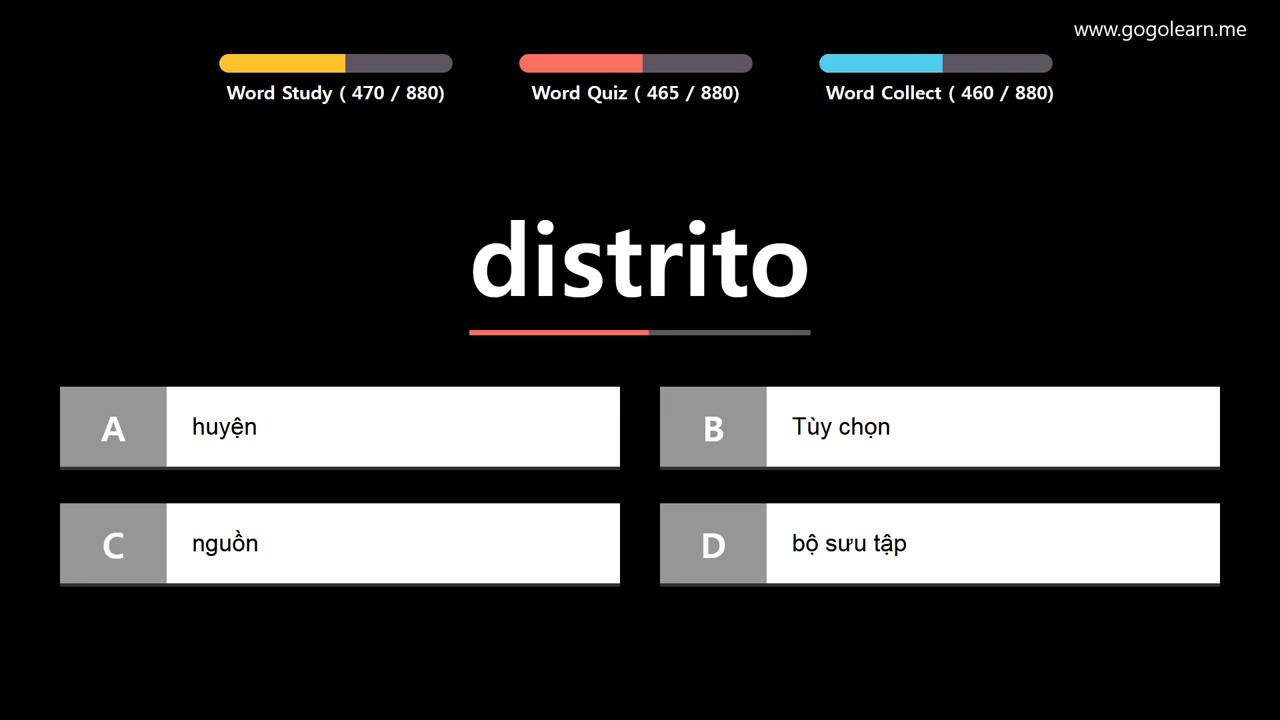 www.gogolearn.me
Word Study ( 470 / 880)
Word Quiz ( 465 / 880)
Word Collect ( 460 / 880)
distrito
A huyện
B Tùy chọn
C nguồn
D bộ sưu tập